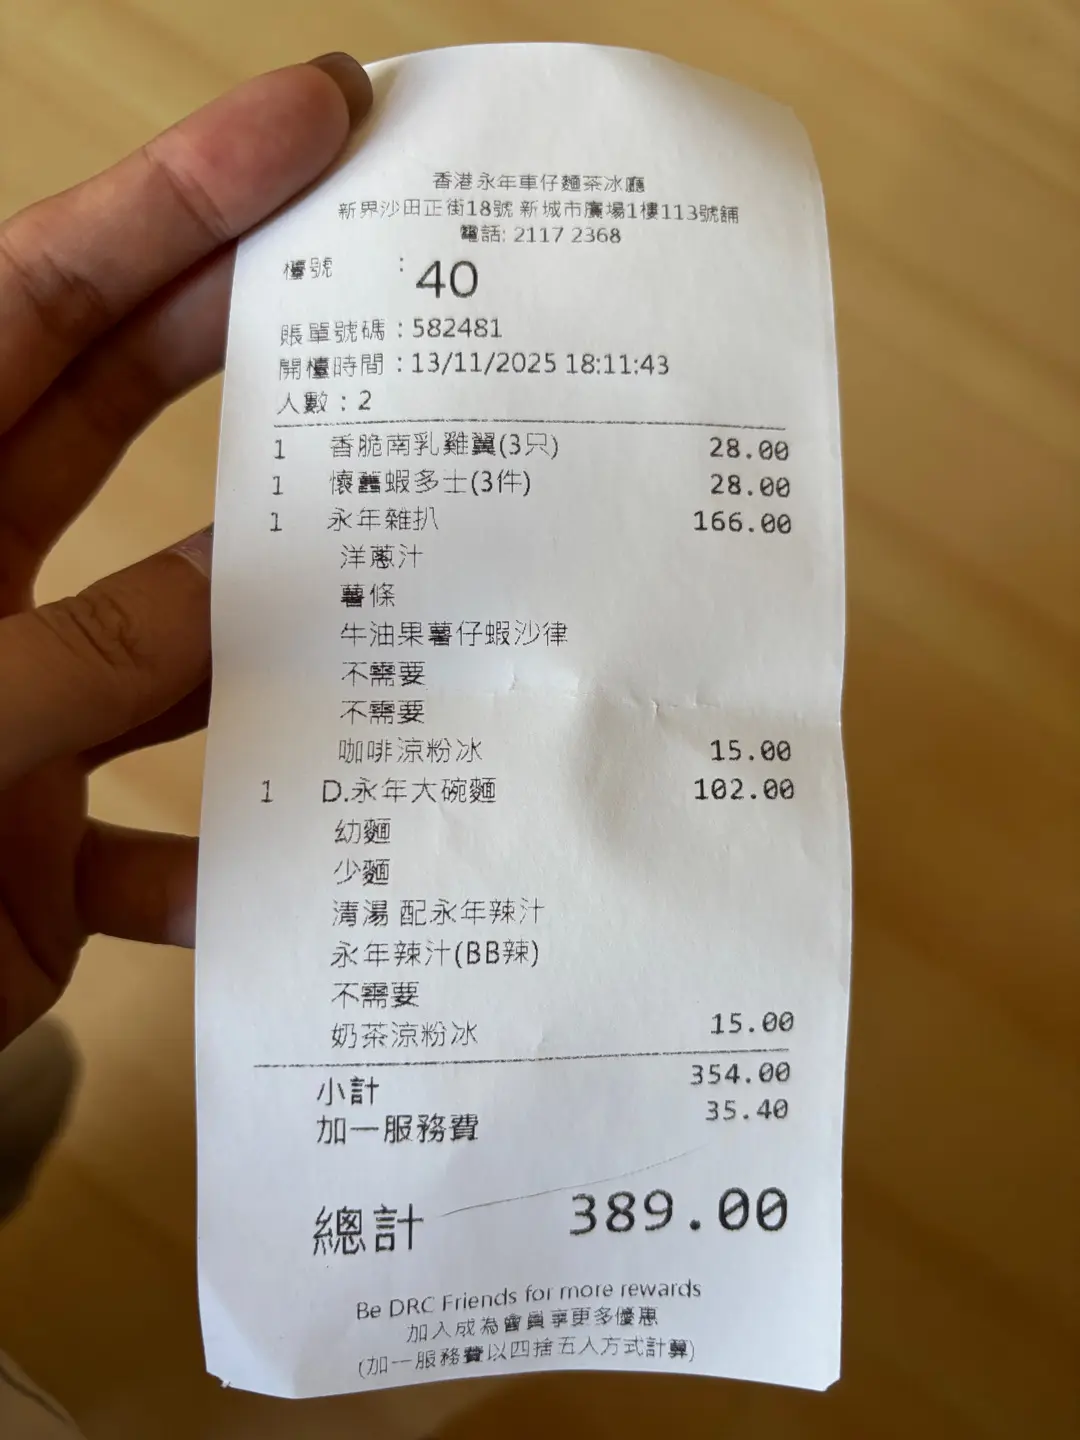 香港永年車仔麵茶冰廳
新界沙田正街18號 新城市廣場1樓113號舖
電話: 2117 2368
檯號 : 40
賬單號碼 : 582481
開檯時間 : 13/11/2025 18:11:43
人數 : 2
1 香脆南乳雞翼(3只) 28.00
1 懷舊蝦多士(3件) 28.00
1 永年雜扒 166.00
洋蔥汁
薯條
牛油果薯仔蝦沙律
不需要
不需要
咖啡涼粉冰 15.00
1 D.永年大碗麵 102.00
幼麵
少麵
清湯 配永年辣汁
永年辣汁(BB辣)
不需要
奶茶涼粉冰 15.00
小計 354.00
加一服務費 35.40
總計 389.00
Be DRC Friends for more rewards
加入成為會員享更多優惠
(加一服務費以四捨五入方式計算)